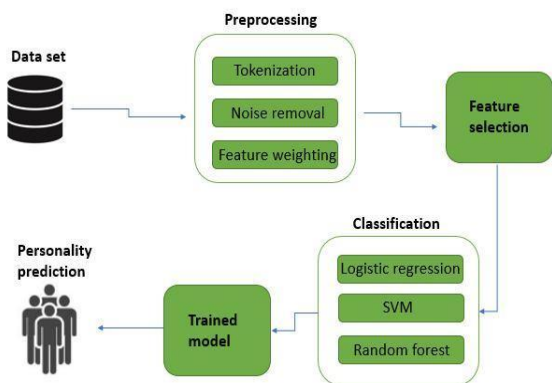 Preprocessing
Data set
Tokenization
Noise removal
Feature weighting
Feature
selection
Classification
Logistic regression
SVM
Random forest
Trained
model
Personality
prediction